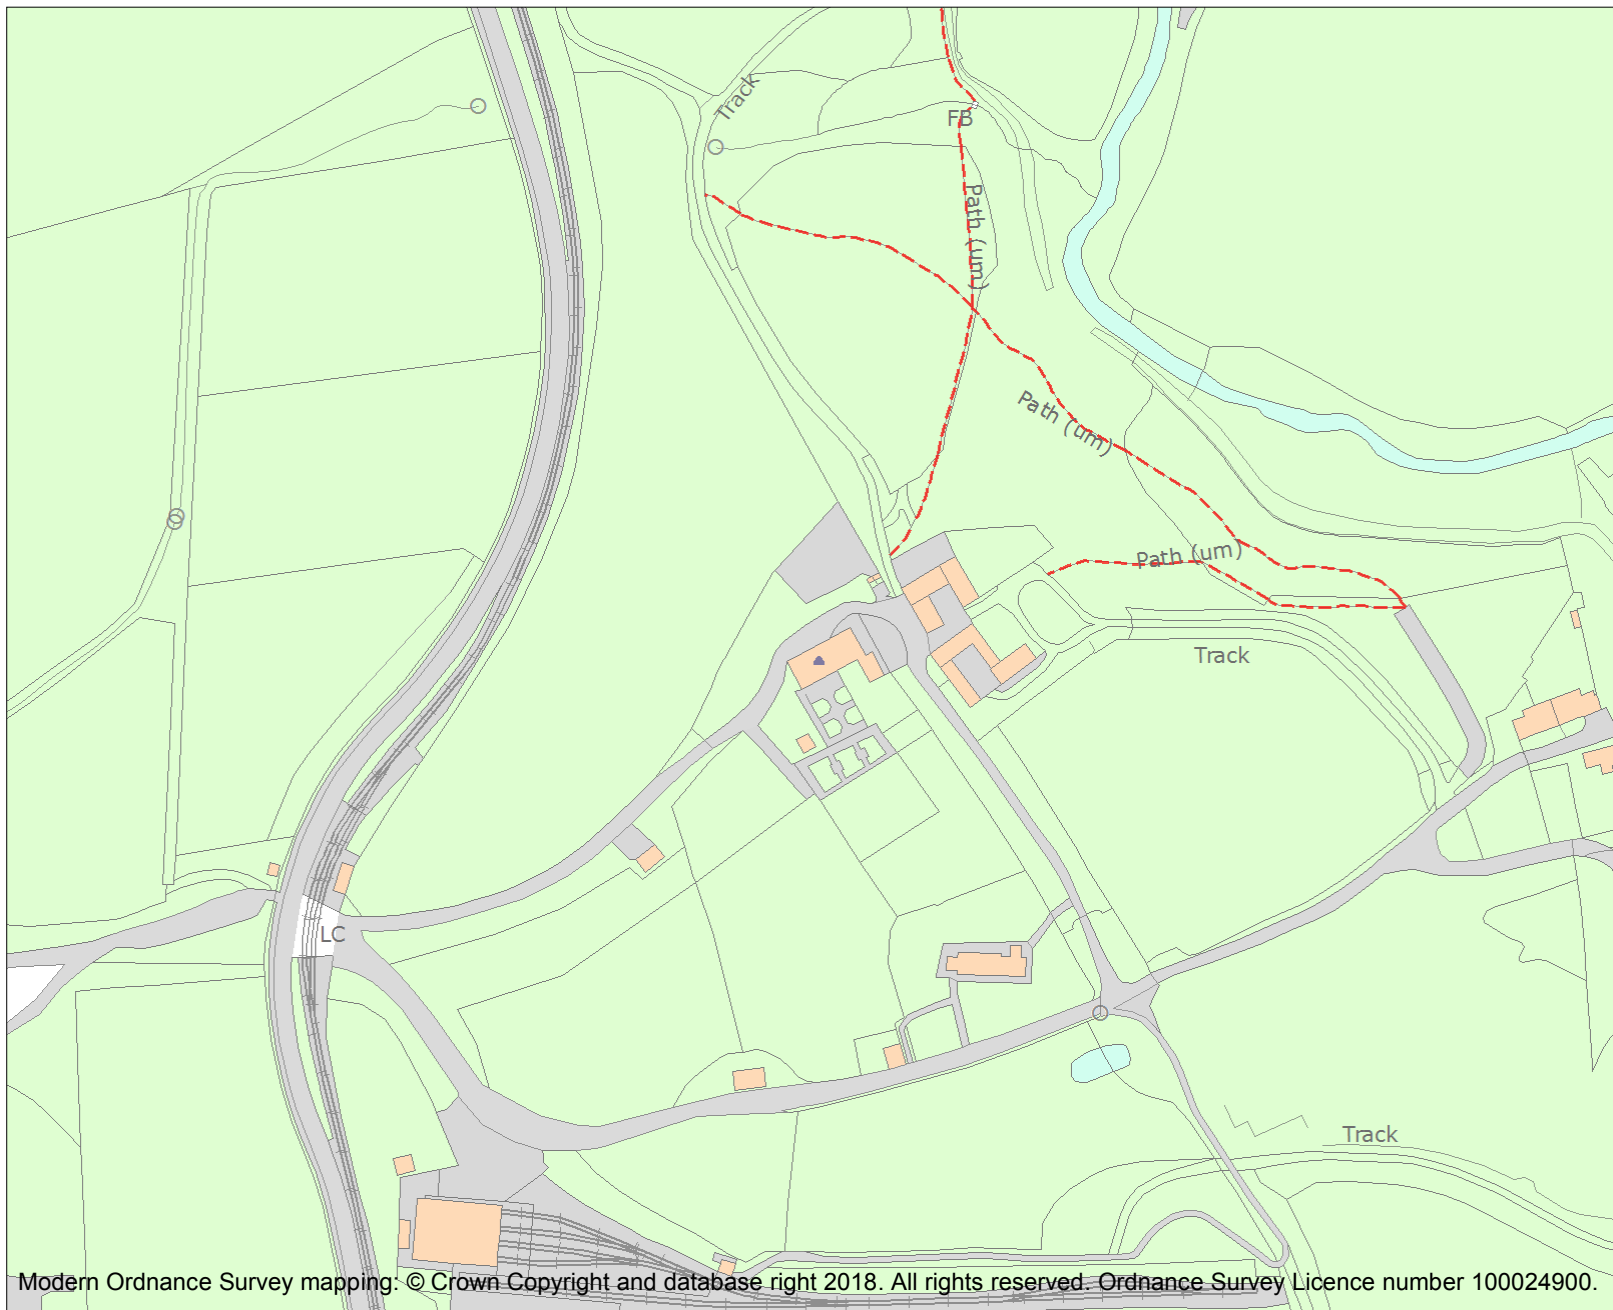 Track
FB
Path (um)
Path (um)
Path (um)
Track
LC
Track
Modern Ordnance Survey mapping: © Crown Copyright and database right 2018. All rights reserved. Ordnance Survey Licence number 100024900.